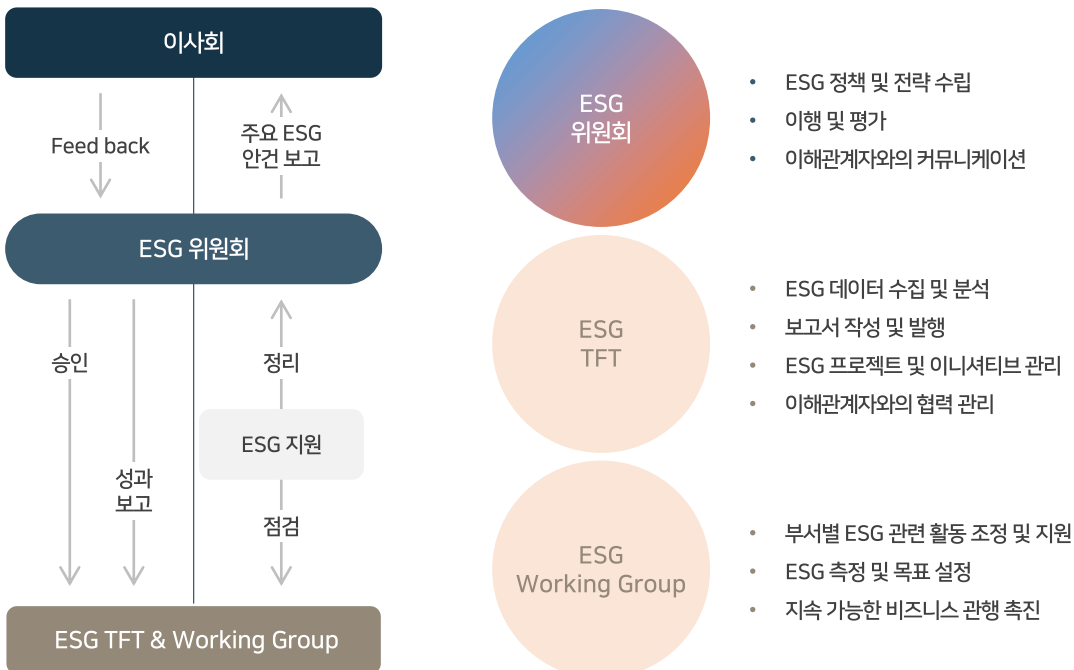 이사회
Feed back
주요 ESG
안건 보고
ESG 위원회
승인
성과
보고
정리
ESG 지원
점검
ESG TFT & Working Group
ESG
위원회
• ESG 정책 및 전략 수립
• 이행 및 평가
• 이해관계자와의 커뮤니케이션
ESG
TFT
• ESG 데이터 수집 및 분석
• 보고서 작성 및 발행
• ESG 프로젝트 및 이니셔티브 관리
• 이해관계자와의 협력 관리
ESG
Working Group
• 부서별 ESG 관련 활동 조정 및 지원
• ESG 측정 및 목표 설정
• 지속 가능한 비즈니스 관행 촉진